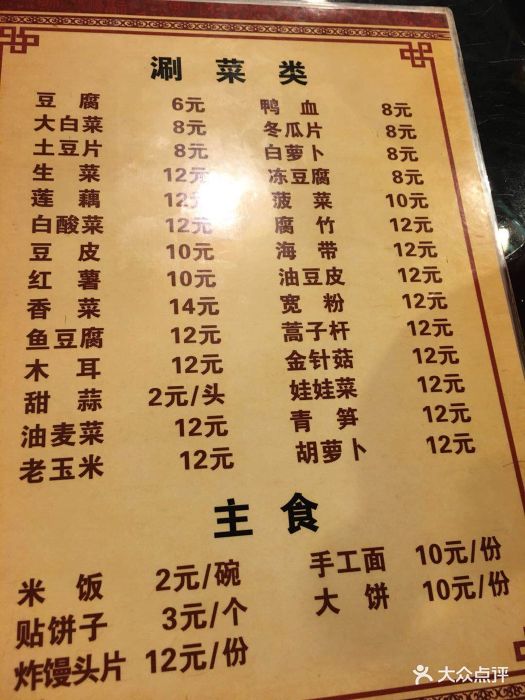 涮菜类
豆腐 6元 鸭血 8元
大白菜 8元 冬瓜片 8元
土豆片 8元 白萝卜 8元
生菜 12元 冻豆腐 8元
莲藕 12元 菠菜 10元
白酸菜 12元 腐竹 12元
豆皮 10元 海带 12元
红薯 10元 油豆皮 12元
香菜 14元 宽粉 12元
鱼豆腐 12元 蒿子杆 12元
木耳 12元 金针菇 12元
甜蒜 2元/头 娃娃菜 12元
油麦菜 12元 青笋 12元
老玉米 12元 胡萝卜 12元
主食
米饭 2元/碗 手工面 10元/份
贴饼子 3元/个 大饼 10元/份
炸馒头片 12元/份
大众点评